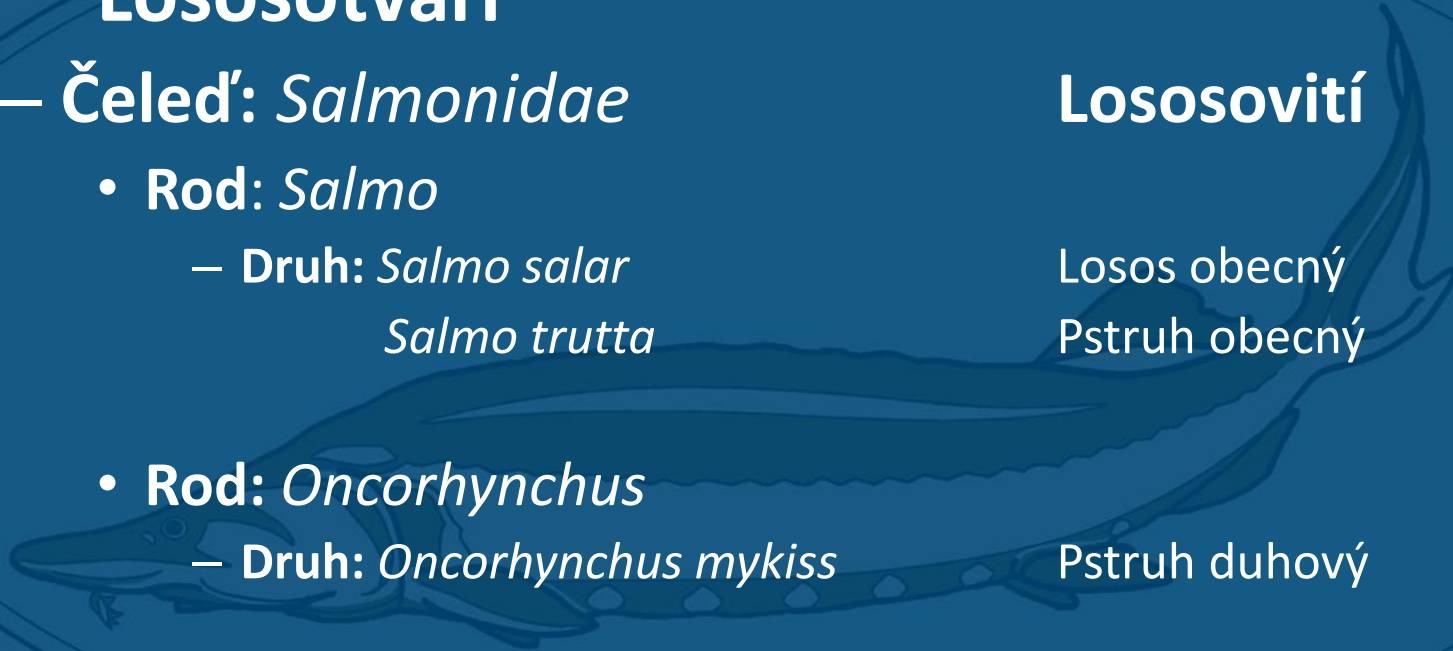 Lososotvaří
– Čeleď: Salmonidae Lososovití
• Rod: Salmo
– Druh: Salmo salar Losos obecný
Salmo trutta Pstruh obecný
• Rod: Oncorhynchus
– Druh: Oncorhynchus mykiss Pstruh duhový